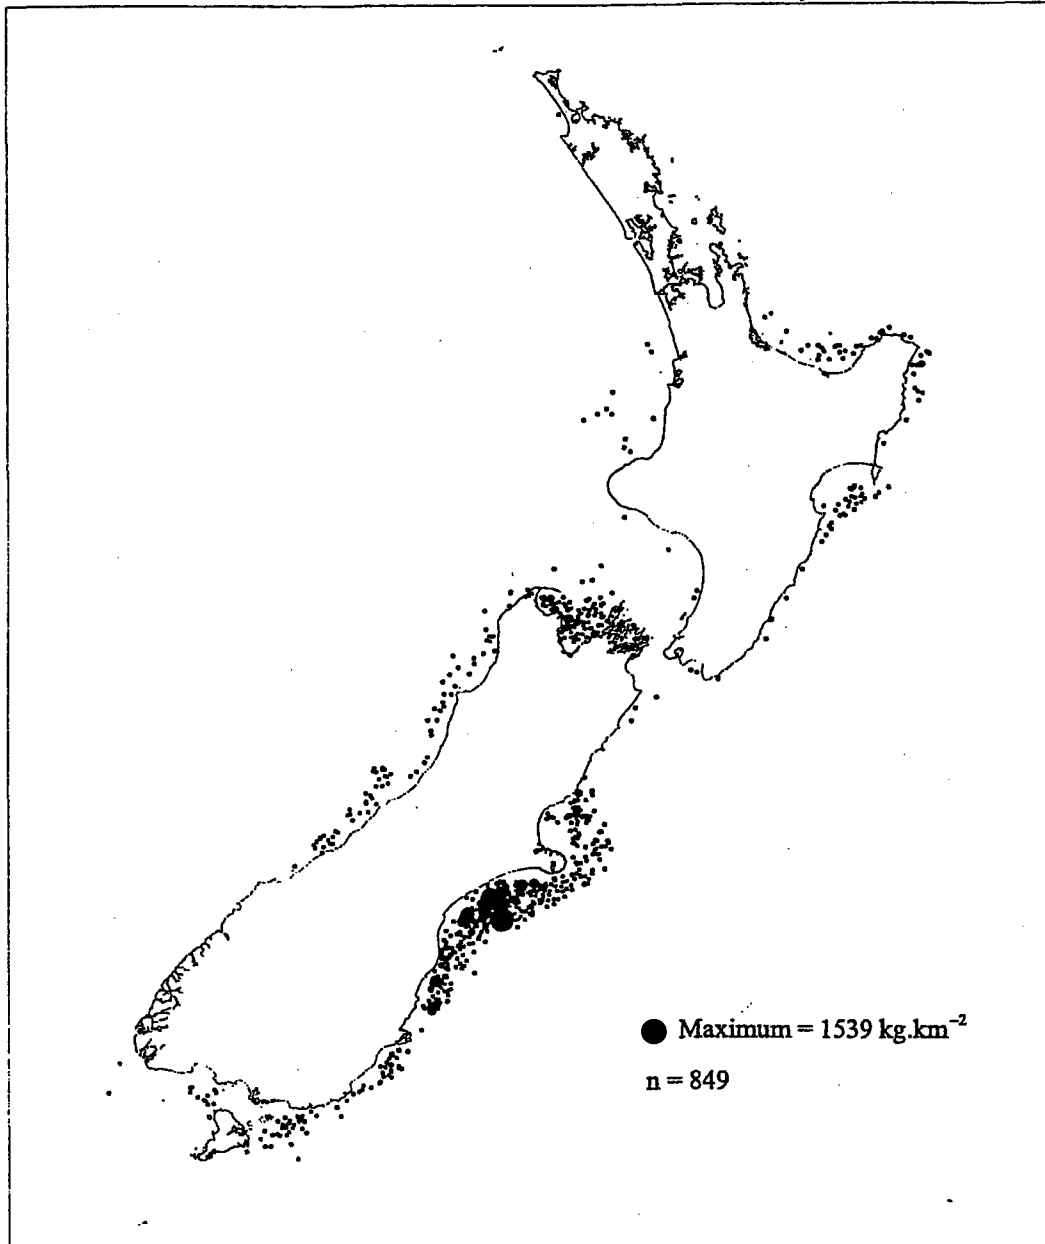 Maximum = 1539 kg.km⁻²
n = 849